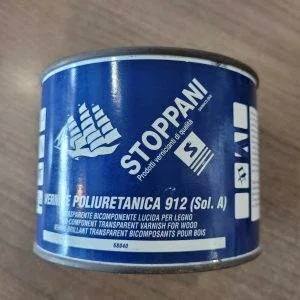 STOPPANI
Prodotti vernicianti di qualità
POLIURETANICA 912 (Sol. A)
TRASPARENTE BICOMPONENTE LUCIDA PER LEGNO
COMPONENT TRANSPARENT VARNISH FOR WOOD
BRILLANT TRANSPARENT BICOMPOSANTS POUR BOIS
68840